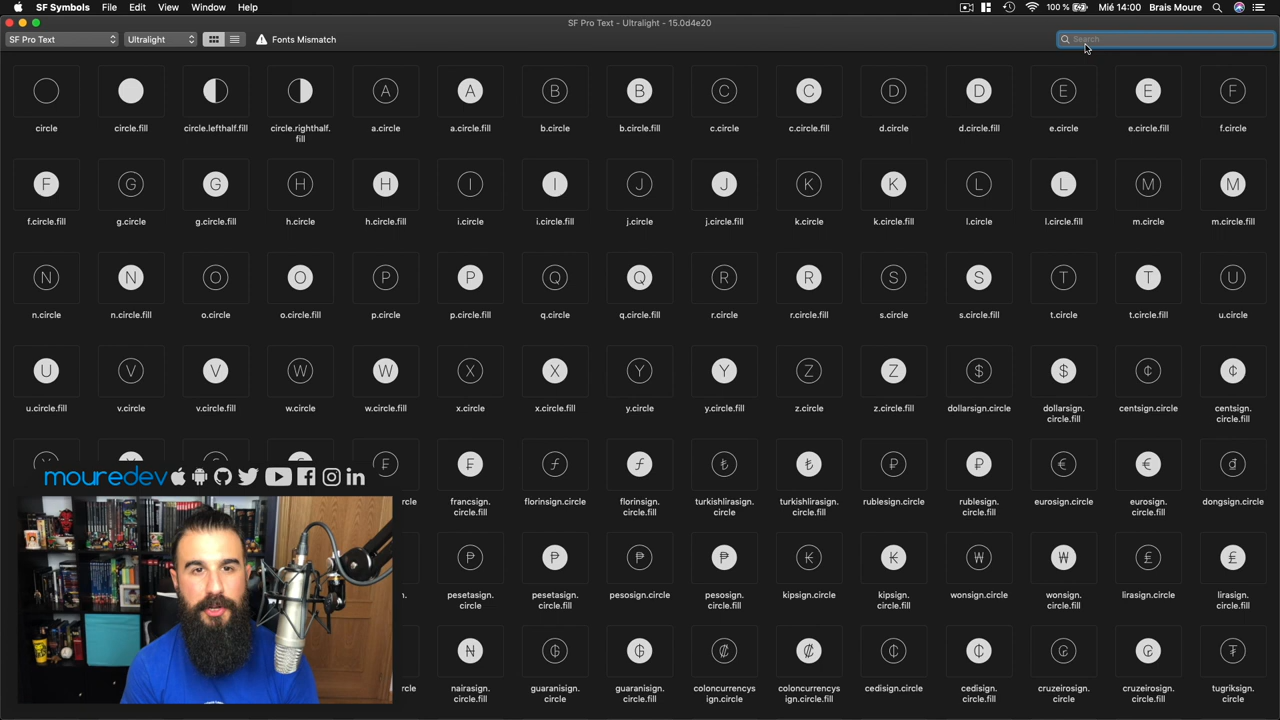 SF Symbols File Edit View Window Help 100 % Mié 14:00 Brais Moure
SF Pro Text - Ultralight - 15.0d4e20
SF Pro Text Ultralight Fonts Mismatch Search
A A B B C C D D E E F
circle circle.fill circle.lefthalf.fill circle.righthalf. a.circle a.circle.fill b.circle b.circle.fill c.circle c.circle.fill d.circle d.circle.fill e.circle e.circle.fill f.circle
fill
F G G H H I I J J K K L L M M
f.circle.fill g.circle g.circle.fill h.circle h.circle.fill i.circle i.circle.fill j.circle j.circle.fill k.circle k.circle.fill l.circle l.circle.fill m.circle m.circle.fill
N N O O P P Q Q R R S S T T U
n.circle n.circle.fill o.circle o.circle.fill p.circle p.circle.fill q.circle q.circle.fill r.circle r.circle.fill s.circle s.circle.fill t.circle t.circle.fill u.circle
U V V W W X X Y Y Z Z $ $ ¢ ¢
u.circle.fill v.circle v.circle.fill w.circle w.circle.fill x.circle x.circle.fill y.circle y.circle.fill z.circle z.circle.fill dollarsign.circle dollarsign. centsign.circle centsign.
circle.fill circle.fill
₣ ₣ ƒ ƒ ₺ ₺ ₽ ₽ € € ₫
mouredev in
rcle francsign. florinsign.circle florinsign. turkishlirasign. turkishlirasign. rublesign.circle rublesign. eurosign.circle eurosign. dongsign.circle
circle.fill circle.fill circle circle.fill circle.fill circle.fill
₧ ₧ ₱ ₱ ₭ ₭ ₩ ₩ £ £
n. pesetasign. pesetasign. pesosign.circle pesosign. kipsign.circle kipsign. wonsign.circle wonsign. lirasign.circle lirasign.
circle circle.fill circle.fill circle.fill circle.fill circle.fill
₦ ₲ ₲ ₡ ₡ ₵ ₵ ₢ ₢ ₮
rcle nairasign. guaranisign. guaranisign. coloncurrencys coloncurrency cedisign.circle cedisign. cruzeirosign. cruzeirosign. tugriksign.
circle.fill circle circle.fill ign.circle sign.circle.fill circle.fill circle circle.fill circle